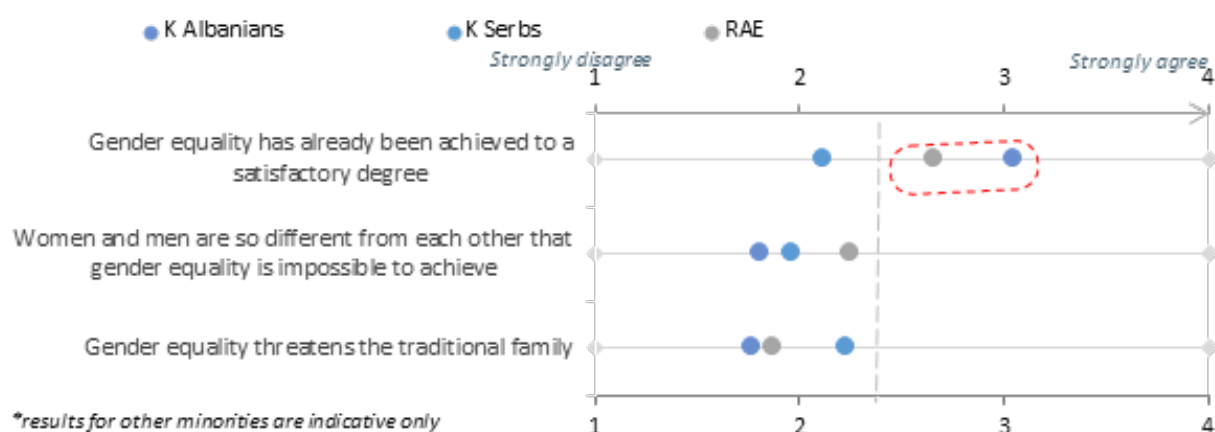 K Albanians K Serbs RAE
Strongly disagree Strongly agree
1 2 3 4
Gender equality has already been achieved to a
satisfactory degree
Women and men are so different from each other that
gender equality is impossible to achieve
Gender equality threatens the traditional family
*results for other minorities are indicative only
1 2 3 4